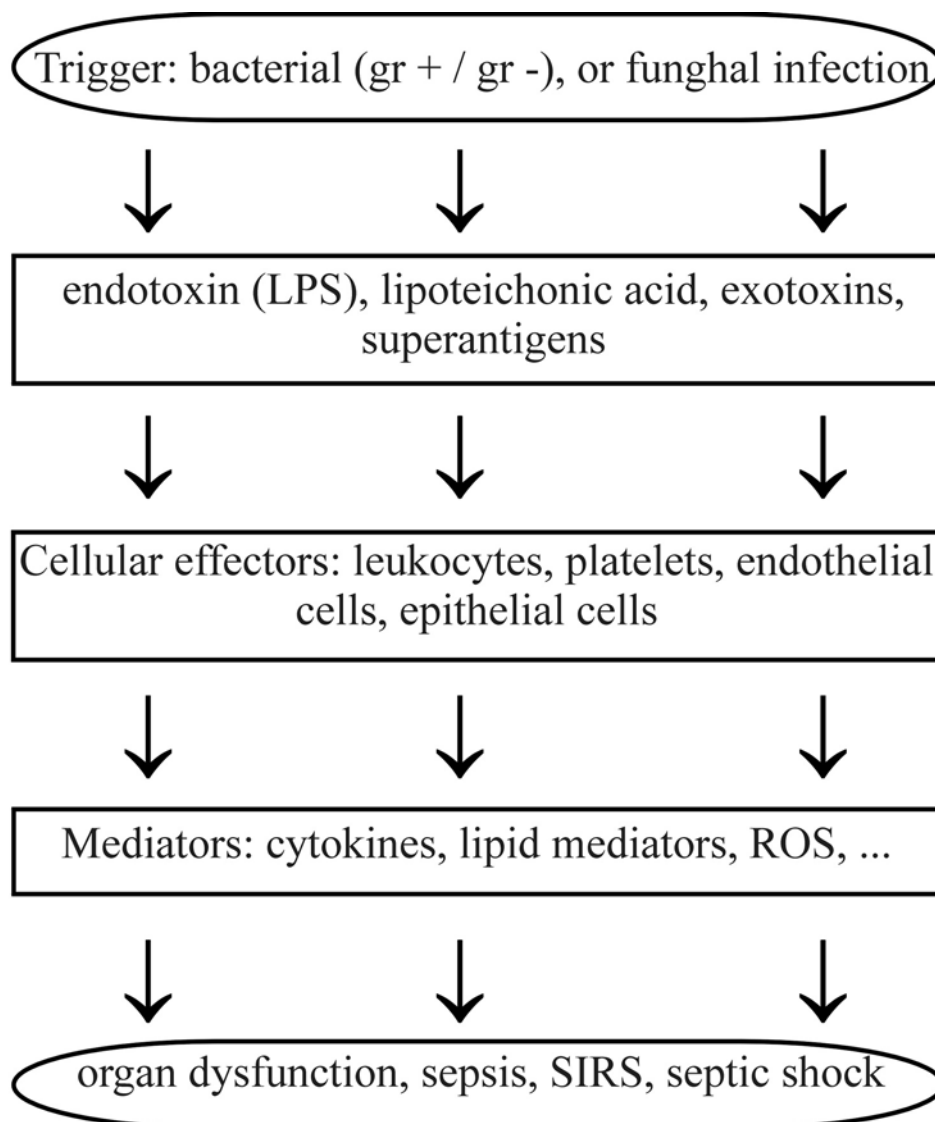 Trigger: bacterial (gr + / gr -), or funghal infection
endotoxin (LPS), lipoteichonic acid, exotoxins,
superantigens
Cellular effectors: leukocytes, platelets, endothelial
cells, epithelial cells
Mediators: cytokines, lipid mediators, ROS, ...
organ dysfunction, sepsis, SIRS, septic shock